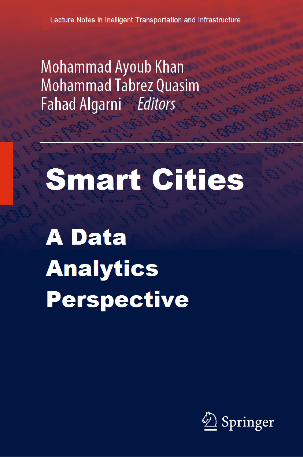 Lecture Notes in Inelligent Transportation and Infrastructure
Mohammad Ayoub Khan
Mohammad Tabrez Quasim
Fahad Algarni Editors
Smart Cities
A Data
Analytics
Perspective
Springer